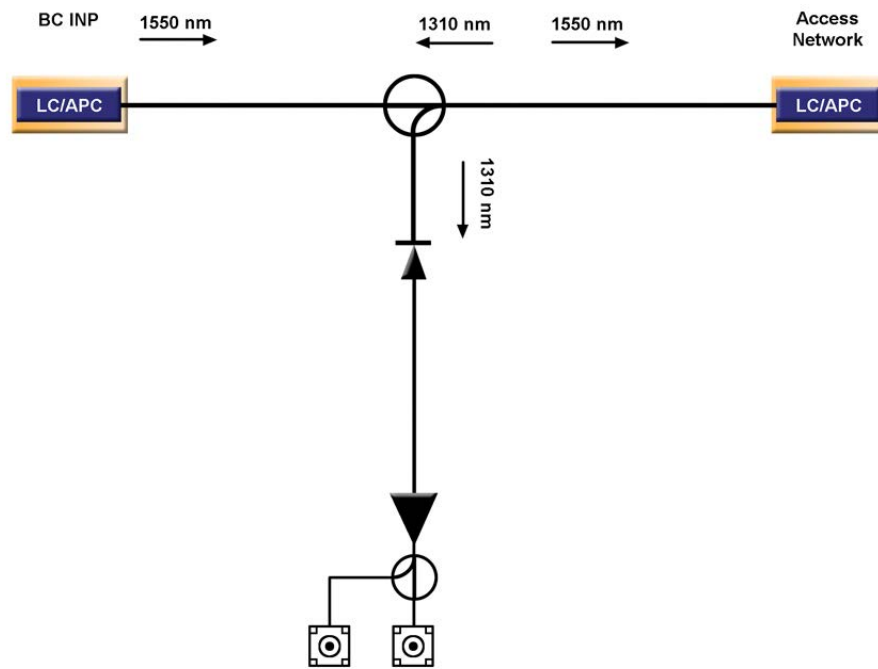 BC INP
1550 nm
1310 nm
1550 nm
Access
Network
LC/APC
LC/APC
1310 nm